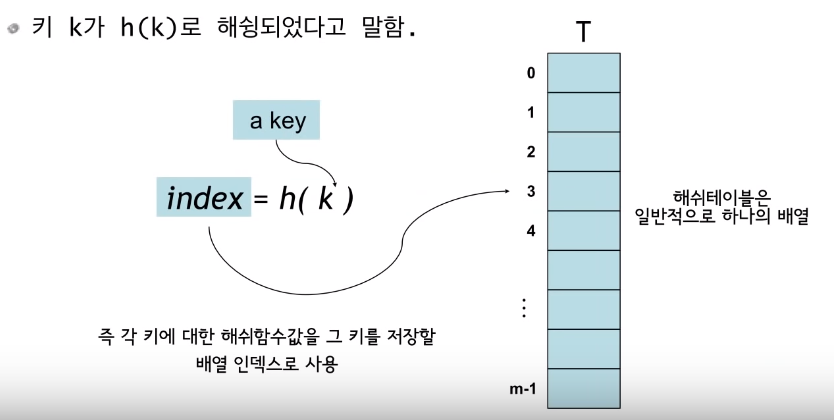 키 k가 h(k)로 해슁되었다고 말함.
T
a key
index = h( k )
0
1
2
3
4
⋮
m-1
해쉬테이블은
일반적으로 하나의 배열
즉 각 키에 대한 해쉬함수값을 그 키를 저장할
배열 인덱스로 사용